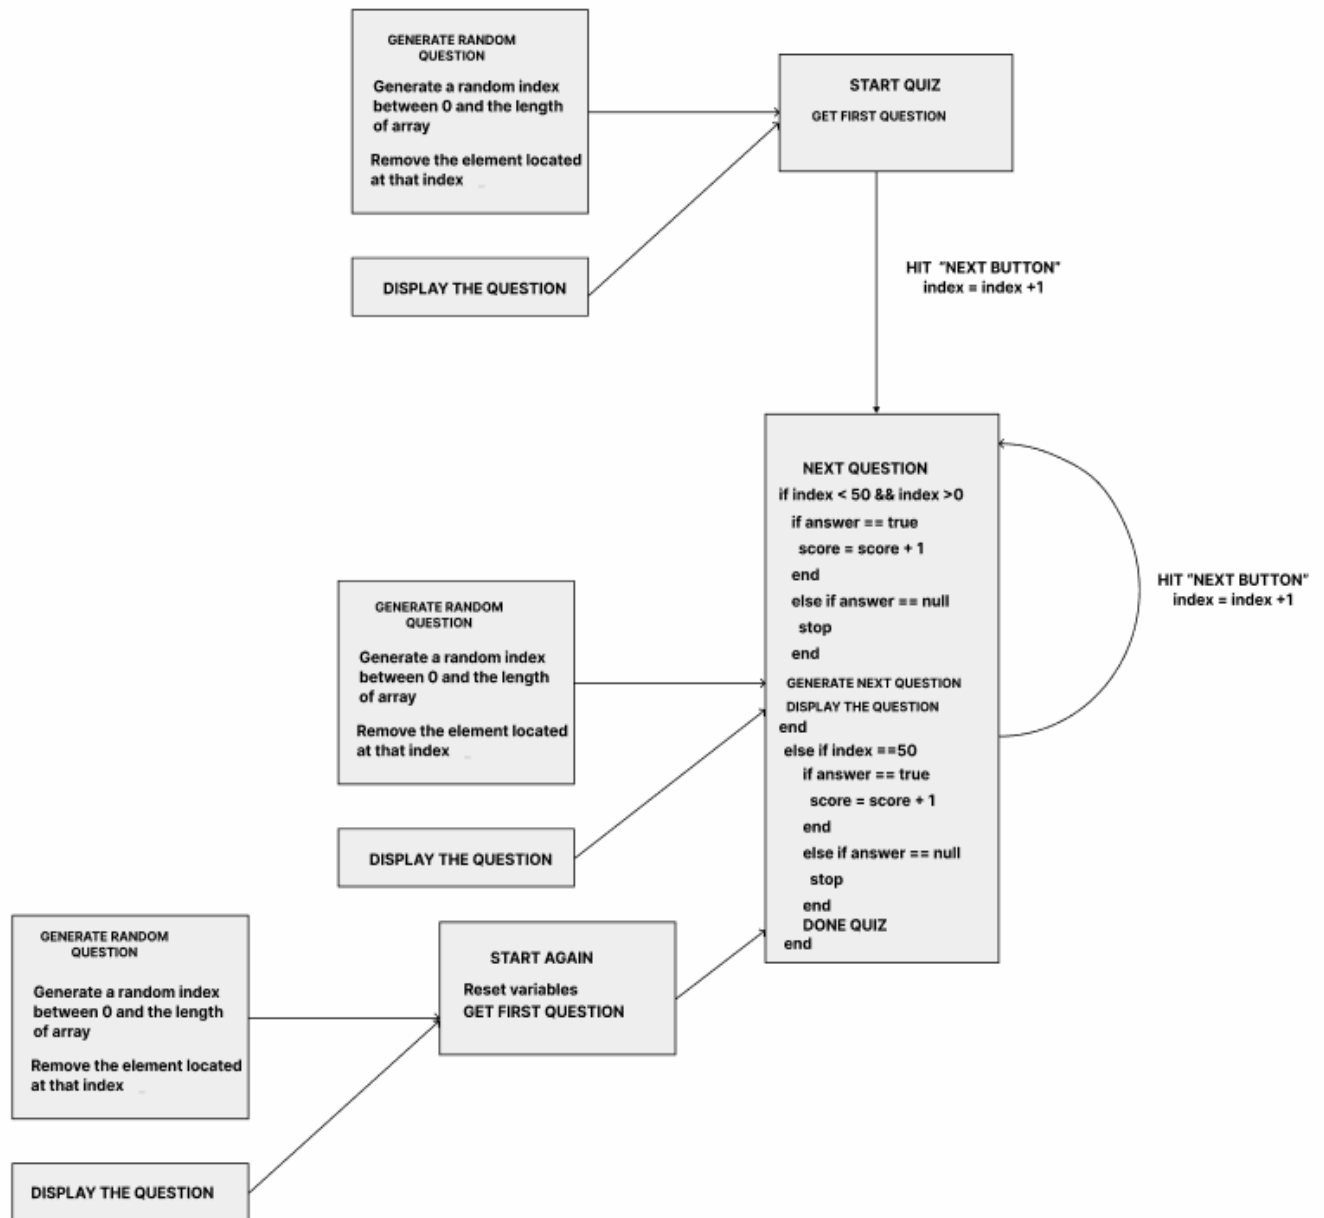 GENERATE RANDOM
QUESTION
Generate a random index
between 0 and the length
of array
Remove the element located
at that index
DISPLAY THE QUESTION
START QUIZ
GET FIRST QUESTION
HIT “NEXT BUTTON”
index = index +1
NEXT QUESTION
if index < 50 && index >0
if answer == true
score = score + 1
end
else if answer == null
stop
end
GENERATE NEXT QUESTION
DISPLAY THE QUESTION
end
else if index ==50
if answer == true
score = score + 1
end
else if answer == null
stop
end
DONE QUIZ
end
HIT “NEXT BUTTON”
index = index +1
GENERATE RANDOM
QUESTION
Generate a random index
between 0 and the length
of array
Remove the element located
at that index
DISPLAY THE QUESTION
GENERATE RANDOM
QUESTION
Generate a random index
between 0 and the length
of array
Remove the element located
at that index
DISPLAY THE QUESTION
START AGAIN
Reset variables
GET FIRST QUESTION